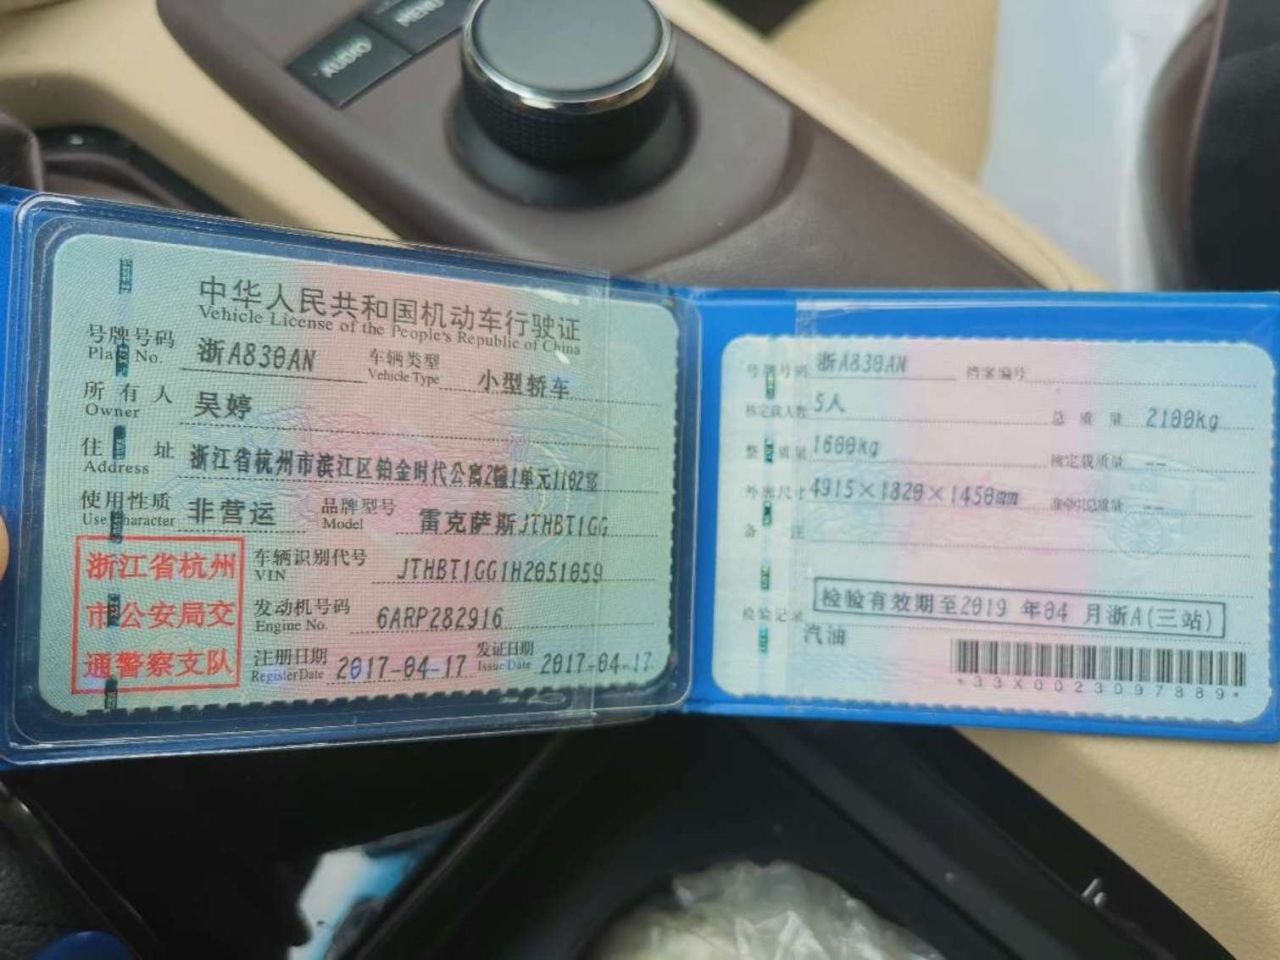 AUDIO
MENU
中华人民共和国机动车行驶证
Vehicle License of the People's Republic of China
号牌号码 浙A830AN 车辆类型 小型轿车
Plate No. Vehicle Type
所有人 吴婷
Owner
住址 浙江省杭州市滨江区铂金时代公寓2幢1单元1102室
Address
使用性质 非营运 品牌型号 雷克萨斯JTHBT1GG
Use Character Model
浙江省杭州
市公安局交
通警察支队
车辆识别代号 JTHBT1GG1H2051059
VIN
发动机号码 6ARP282916
Engine No.
注册日期 2017-04-17 发证日期 2017-04-17
Register Date Issue Date
号牌号码 浙A830AN 档案编号
核定载人数 5人 总质量 2100kg
整备质量 1600kg 核定载质量 --
外廓尺寸 4915×1820×1450mm 准牵引总质量 --
备注
检验记录 检验有效期至2019年04月浙A(三站)
汽油
*33X0023097889*